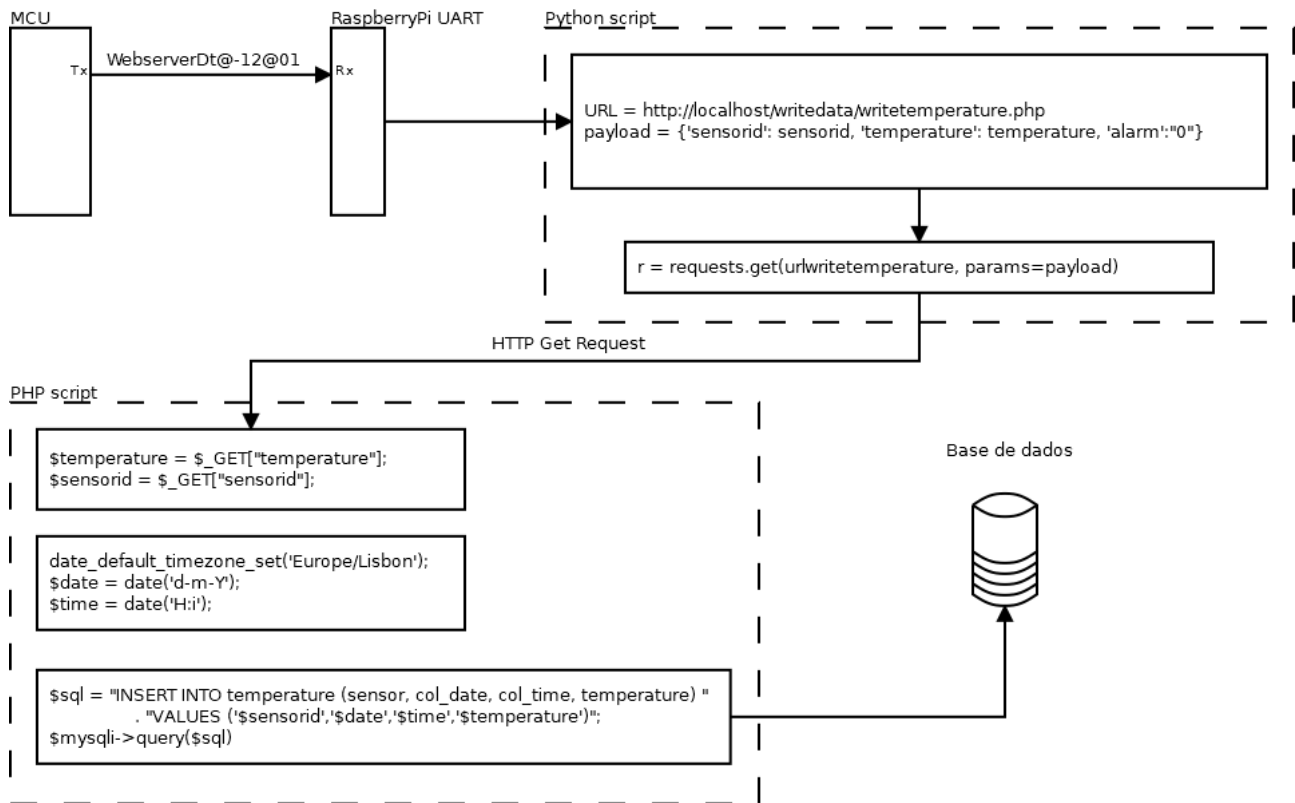 MCU
RaspberryPi UART
Python script
Tx
WebserverDt@-12@01
Rx
URL = http://localhost/writedata/writetemperature.php
payload = {'sensorid': sensorid, 'temperature': temperature, 'alarm':"0"}
r = requests.get(urlwritetemperature, params=payload)
HTTP Get Request
PHP script
$temperature = $_GET["temperature"];
$sensorid = $_GET["sensorid"];
date_default_timezone_set('Europe/Lisbon');
$date = date('d-m-Y');
$time = date('H:i');
$sql = "INSERT INTO temperature (sensor, col_date, col_time, temperature) "
. "VALUES ('$sensorid','$date','$time','$temperature')";
$mysqli->query($sql)
Base de dados